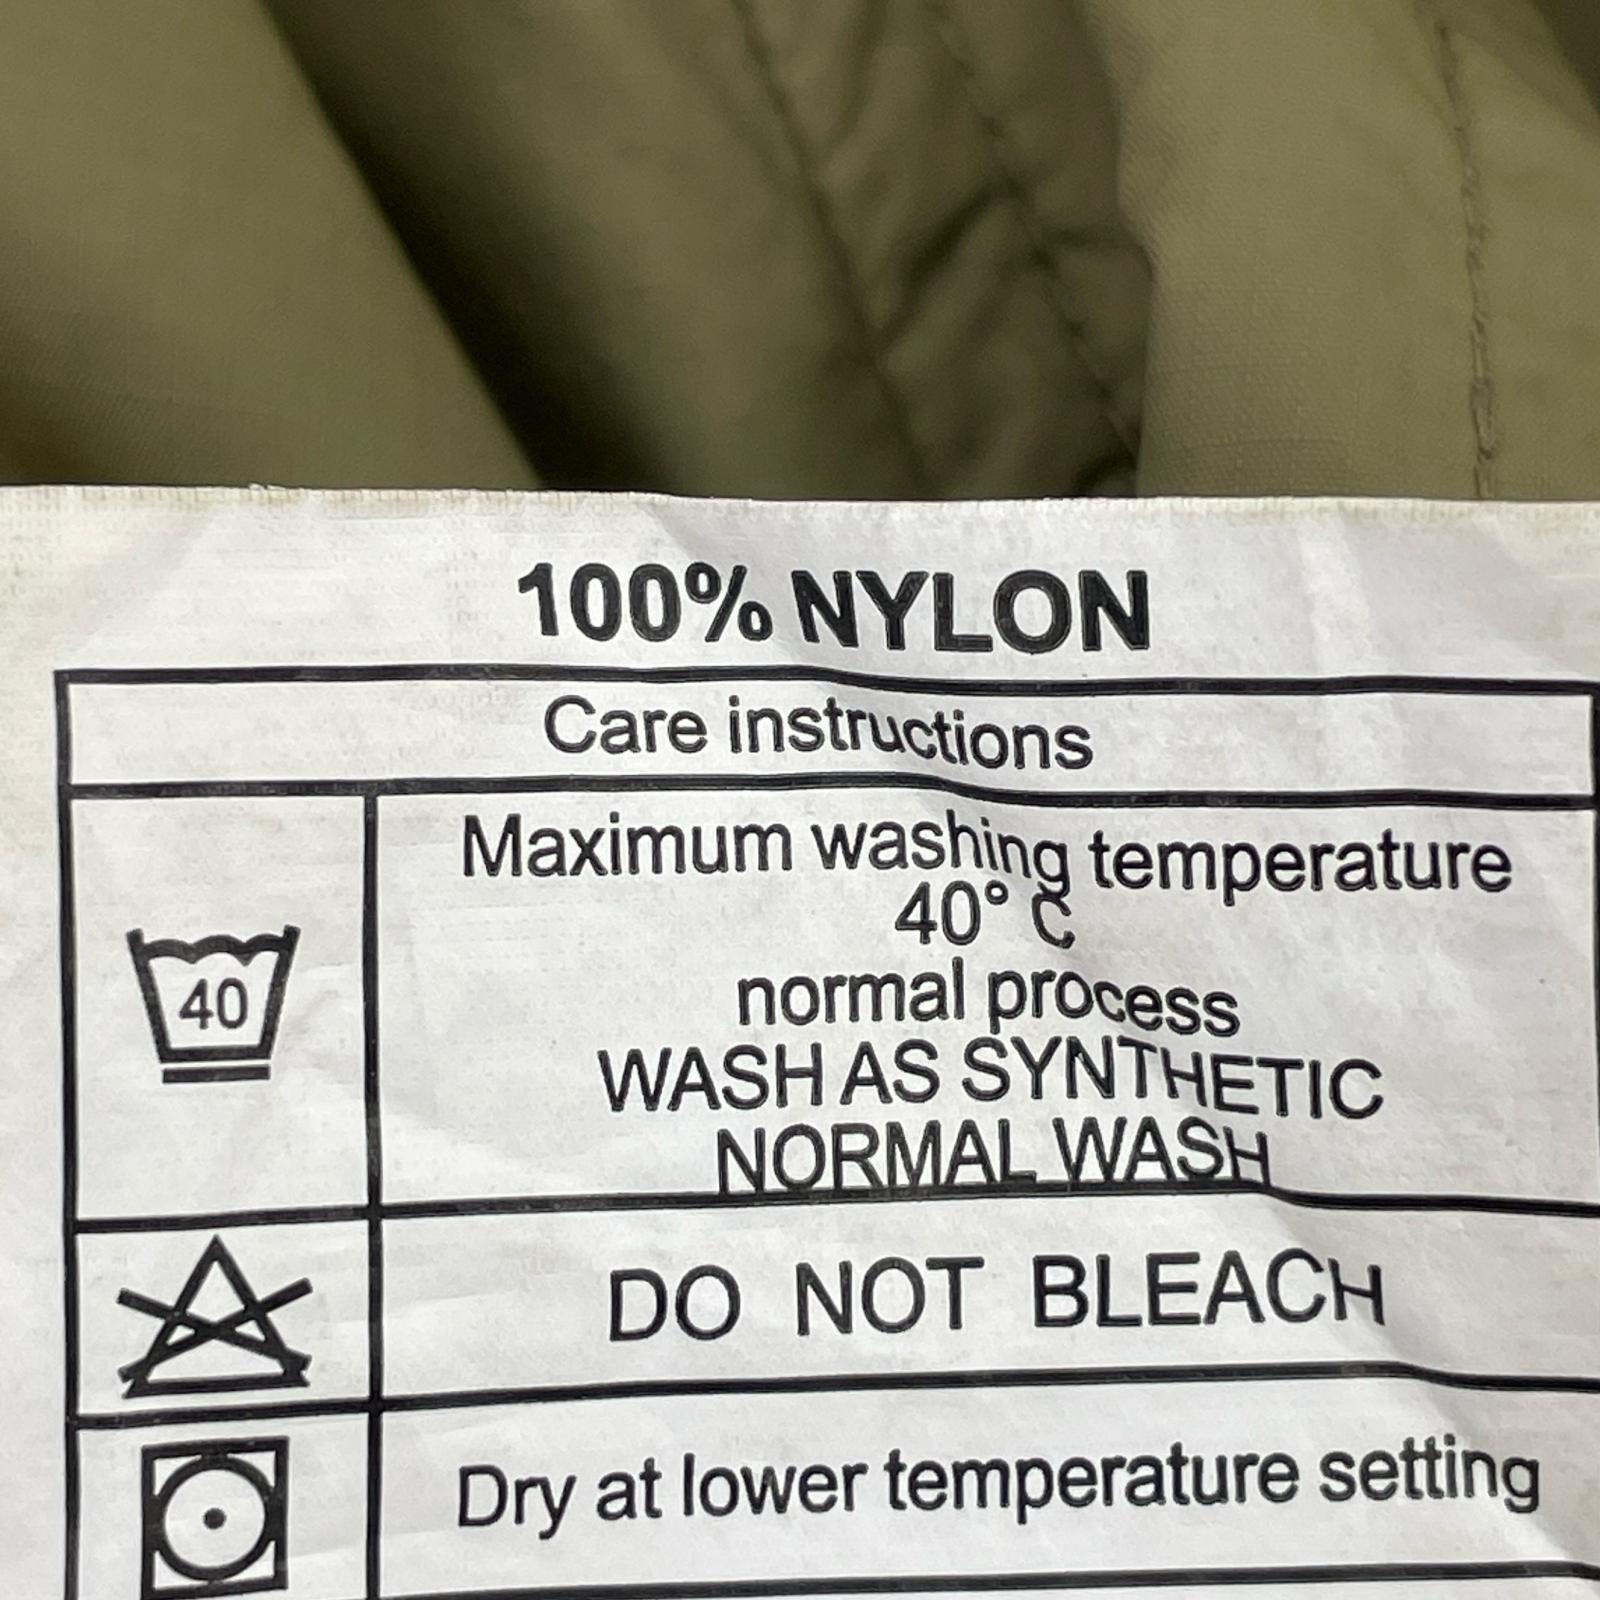 100% NYLON
Care instructions
Maximum washing temperature
40° C
normal process
WASH AS SYNTHETIC
NORMAL WASH
40
DO NOT BLEACH
Dry at lower temperature setting